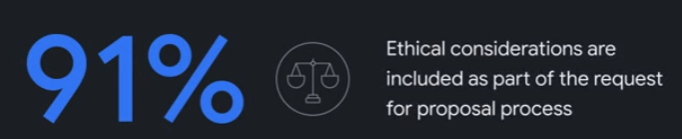 91%
Ethical considerations are
included as part of the request
for proposal process